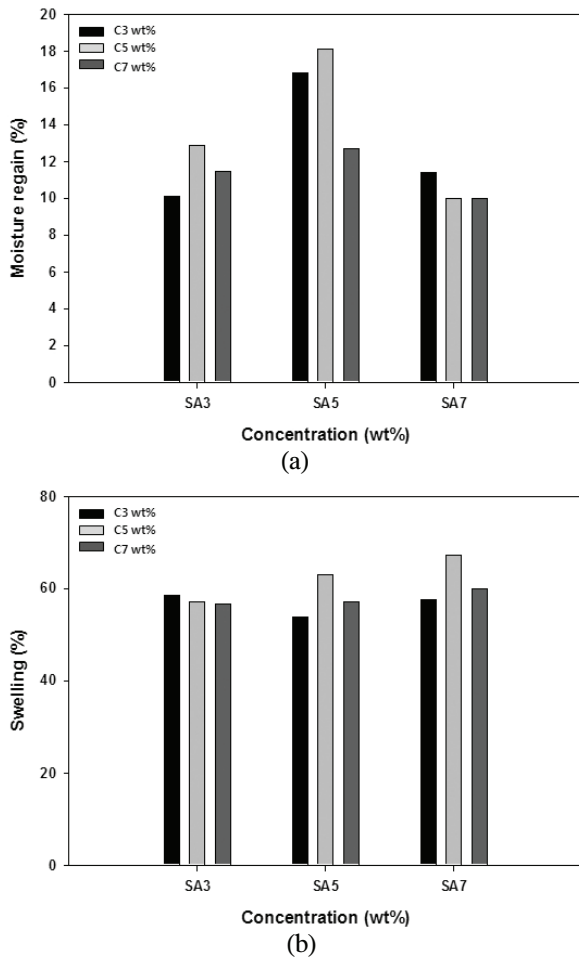 20
18
16
14
12
10
8
6
4
2
0
Moisture regain (%)
C3 wt%
C5 wt%
C7 wt%
SA3 SA5 SA7
Concentration (wt%)
(a)
80
60
40
20
0
Swelling (%)
C3 wt%
C5 wt%
C7 wt%
SA3 SA5 SA7
Concentration (wt%)
(b)